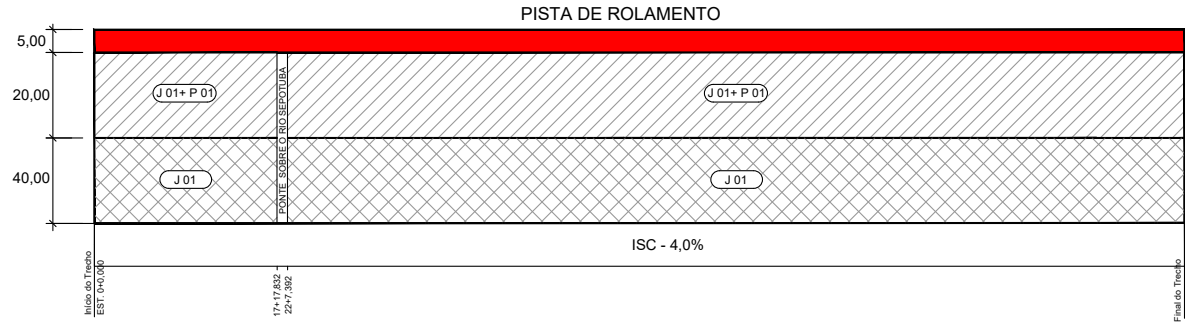 PISTA DE ROLAMENTO
5,00
20,00
J 01+ P 01
J 01+ P 01
40,00
J 01
J 01
PONTE SOBRE O RIO SEPOTUBA
ISC - 4,0%
Início do Trecho
EST. 0+0,000
17+17,832
22+7,392
Final do Trecho